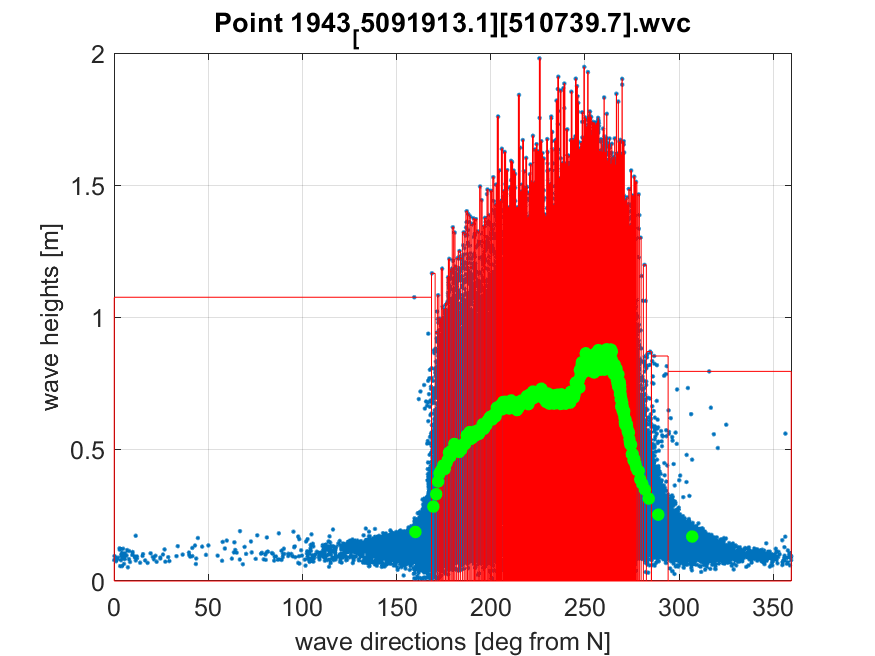 Point 1943[5091913.1][510739.7].wvc
2
1.5
1
0.5
0
wave heights [m]
0 50 100 150 200 250 300 350
wave directions [deg from N]